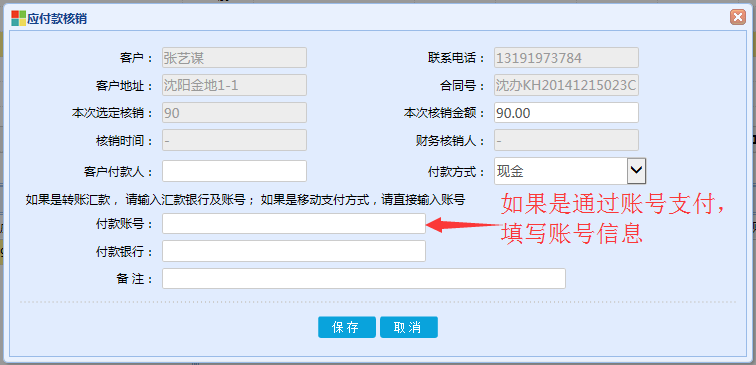 应付款核销
客户： 张艺谋 联系电话： 13191973784
客户地址： 沈阳金地1-1 合同号： 沈办KH20141215023C
本次选定核销： 90 本次核销金额： 90.00
核销时间： - 财务核销人： -
客户付款人： 付款方式： 现金
如果是转账汇款，请输入汇款银行及账号；如果是移动支付方式，请直接输入账号
付款账号：
付款银行：
备 注：
如果是通过账号支付，
填写账号信息
保 存 取 消